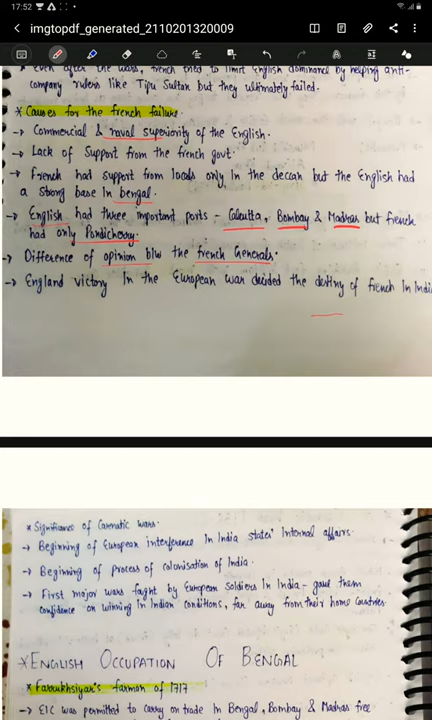 17:52
85%
imgtopdf_generated_2110201320009
Even after the wars, french tried to limit English dominance by helping anti-
company rulers like Tipu Sultan but they ultimately failed.
* Causes for the french failure
→ Commercial & naval superiority of the English.
→ Lack of Support from the french govt.
→ French had support from locals only in the deccan but the English had
a strong base in bengal.
→ English had three important ports - Calcutta, Bombay & Madras but french
had only Pondicherry.
→ Difference of opinion b/w the french Generals.
→ England victory in the European war decided the destiny of french in India
* Significance of Carnatic wars.
→ Beginning of European interference in India states' Internal affairs.
→ Beginning of process of colonisation of India.
→ First major wars fought by European soldiers in India - gave them
confidence on winning in Indian conditions, far away from their home countries.
* ENGLISH OCCUPATION OF BENGAL
* Farrukhsiyar's farman of 1717
→ EIC was permitted to carry on trade in Bengal, Bombay & Madras free